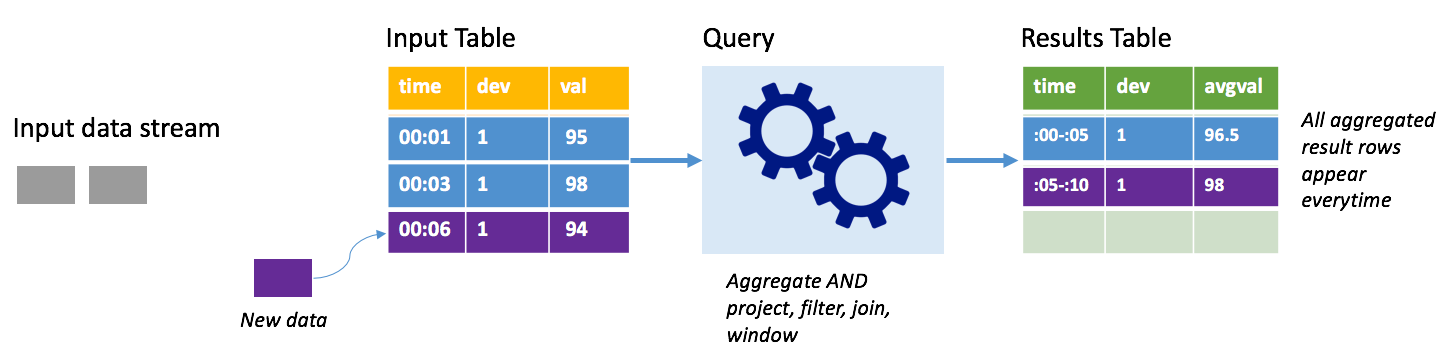 Input data stream
New data
Input Table
time dev val
00:01 1 95
00:03 1 98
00:06 1 94
Query
Aggregate AND
project, filter, join,
window
Results Table
time dev avgval
:00-:05 1 96.5
:05-:10 1 98
All aggregated
result rows
appear
everytime